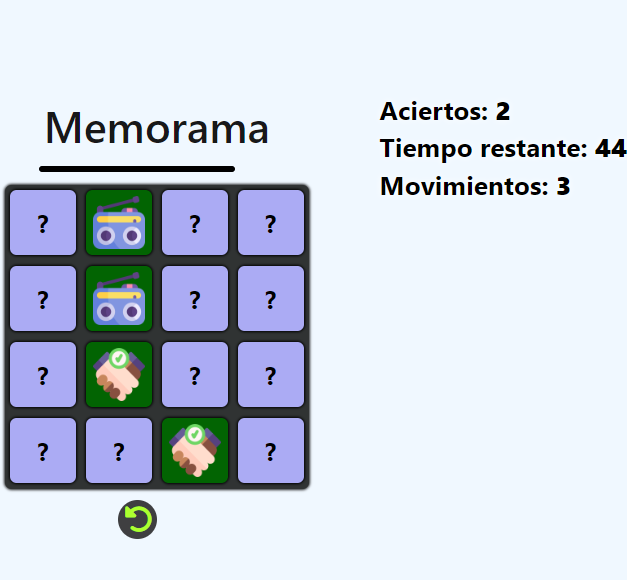 Memorama
Aciertos: 2
Tiempo restante: 44
Movimientos: 3
? ? ?
? ? ?
? ? ?
? ? ?